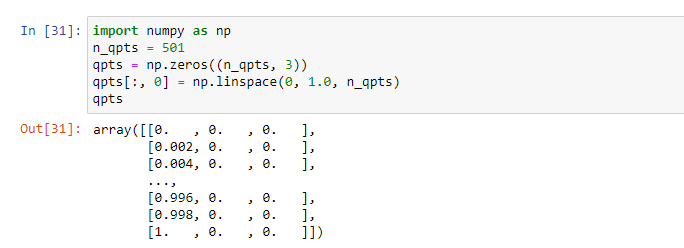 In [31]: import numpy as np
n_qpts = 501
qpts = np.zeros((n_qpts, 3))
qpts[:, 0] = np.linspace(0, 1.0, n_qpts)
qpts
Out[31]: array([[0.   , 0.   , 0.   ],
       [0.002, 0.   , 0.   ],
       [0.004, 0.   , 0.   ],
       ...,
       [0.996, 0.   , 0.   ],
       [0.998, 0.   , 0.   ],
       [1.   , 0.   , 0.   ]])